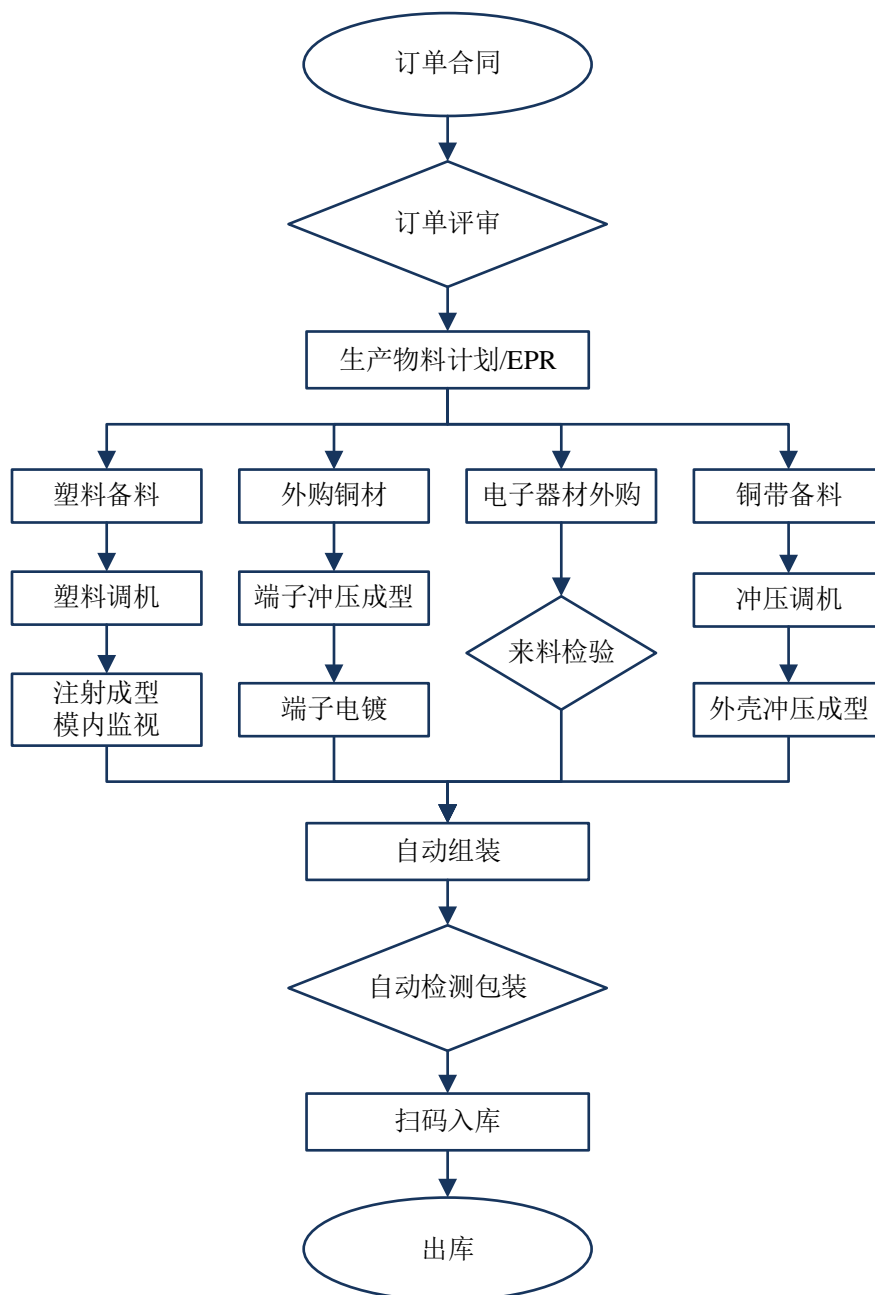 订单合同
订单评审
生产物料计划/EPR
塑料备料
外购铜材
电子器材外购
铜带备料
塑料调机
端子冲压成型
来料检验
冲压调机
注射成型
模内监视
端子电镀
外壳冲压成型
自动组装
自动检测包装
扫码入库
出库